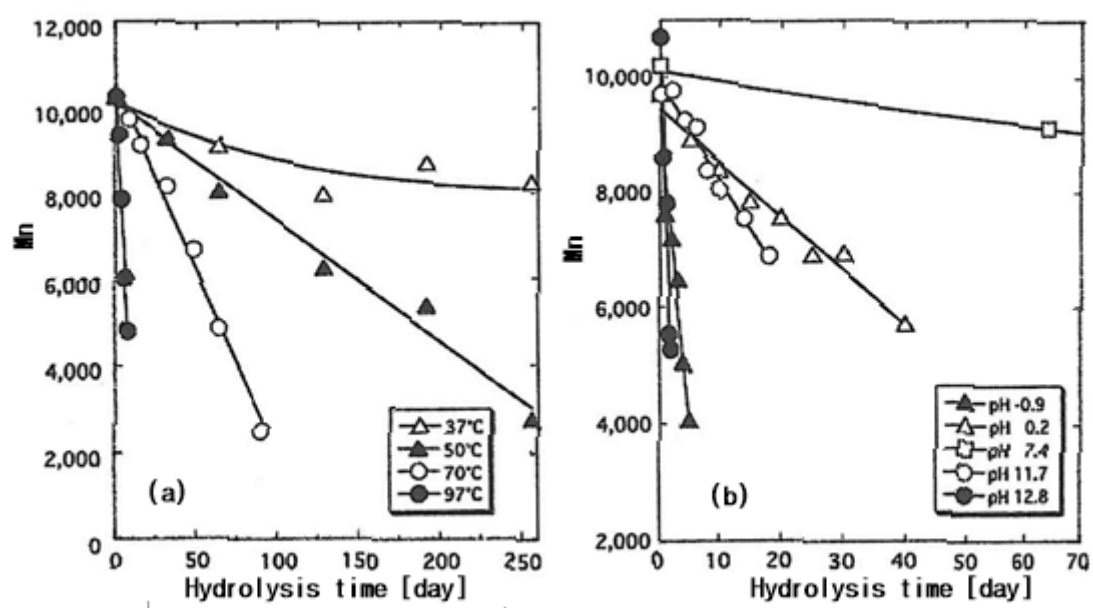 12,000
10,000
8,000
6,000
4,000
2,000
0
Mn
0 50 100 150 200 250
Hydrolysis time [day]
(a)
37°C
50°C
70°C
97°C
10,000
8,000
6,000
4,000
2,000
Mn
0 10 20 30 40 50 60 70
Hydrolysis time [day]
(b)
pH -0.9
pH 0.2
pH 7.4
pH 11.7
pH 12.8